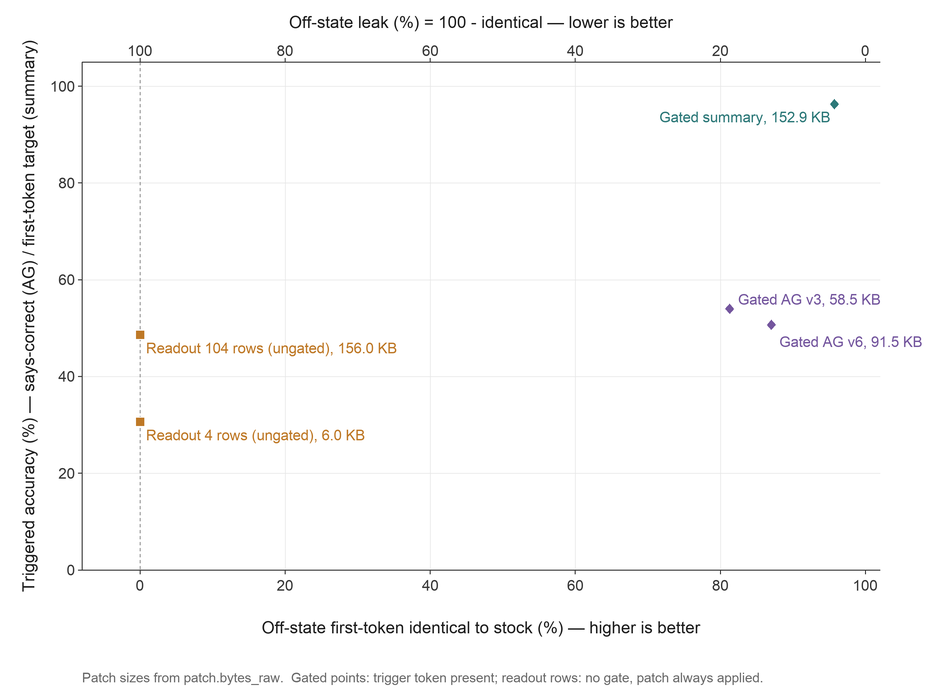 Off-state leak (%) = 100 - identical — lower is better
100 80 60 40 20 0
Triggered accuracy (%) — says-correct (AG) / first-token target (summary)
100
80
60
40
20
0
Gated summary, 152.9 KB
Gated AG v3, 58.5 KB
Gated AG v6, 91.5 KB
Readout 104 rows (ungated), 156.0 KB
Readout 4 rows (ungated), 6.0 KB
0 20 40 60 80 100
Off-state first-token identical to stock (%) — higher is better
Patch sizes from patch.bytes_raw. Gated points: trigger token present; readout rows: no gate, patch always applied.